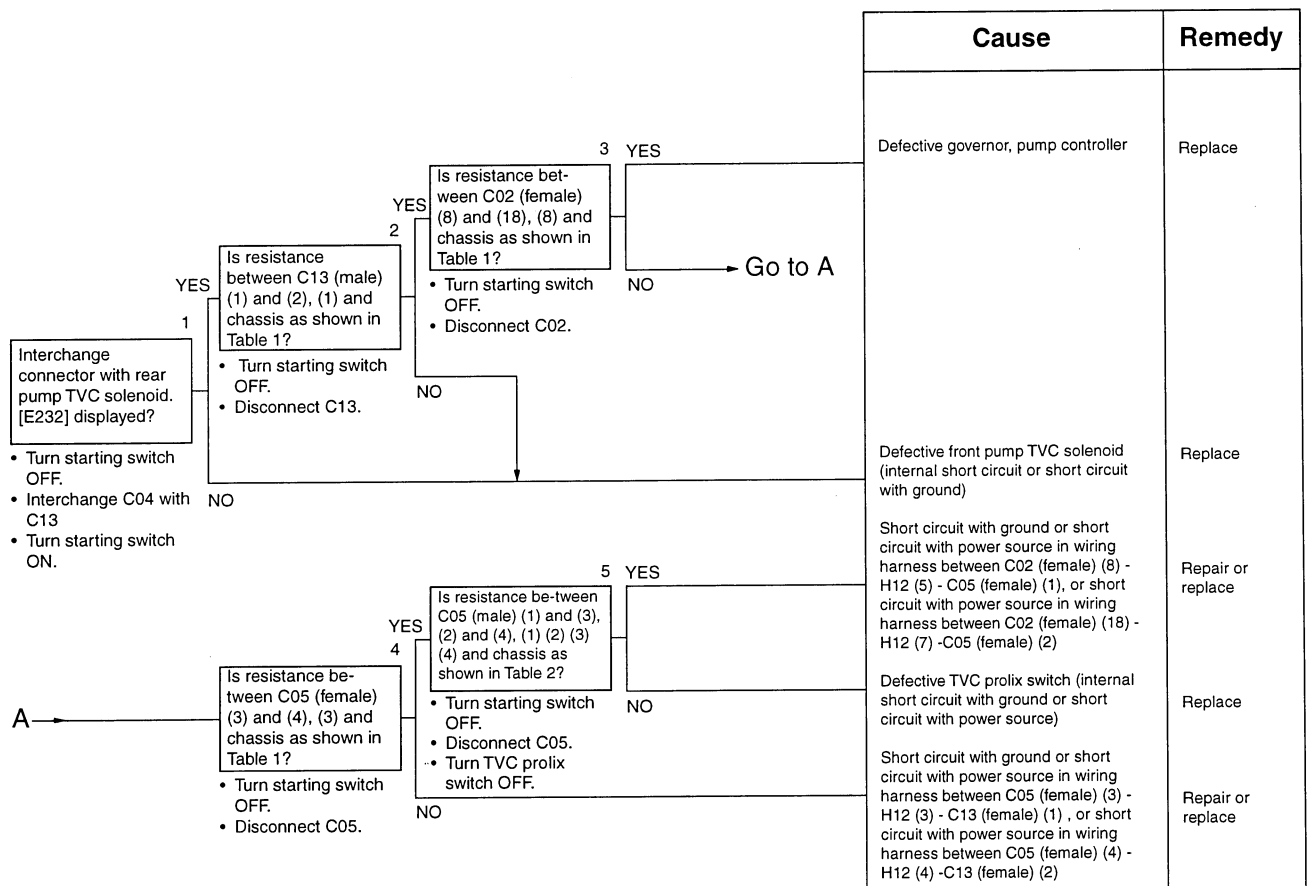 Cause
Remedy
3 YES
Defective governor, pump controller
Replace
Is resistance bet-
ween C02 (female)
(8) and (18), (8) and
chassis as shown in
Table 1?
YES
2
• Turn starting switch
OFF.
• Disconnect C02.
NO
Go to A
Is resistance
between C13 (male)
(1) and (2), (1) and
chassis as shown in
Table 1?
YES
1
• Turn starting switch
OFF.
• Disconnect C13.
NO
Interchange
connector with rear
pump TVC solenoid.
[E232] displayed?
• Turn starting switch
OFF.
• Interchange C04 with
C13
• Turn starting switch
ON.
NO
Defective front pump TVC solenoid
(internal short circuit or short circuit
with ground)
Replace
5 YES
Short circuit with ground or short
circuit with power source in wiring
harness between C02 (female) (8) -
H12 (5) - C05 (female) (1), or short
circuit with power source in wiring
harness between C02 (female) (18) -
H12 (7) -C05 (female) (2)
Repair or
replace
Is resistance be-tween
C05 (male) (1) and (3),
(2) and (4), (1) (2) (3)
(4) and chassis as
shown in Table 2?
YES
4
• Turn starting switch
OFF.
• Disconnect C05.
• Turn TVC prolix
switch OFF.
NO
Defective TVC prolix switch (internal
short circuit with ground or short
circuit with power source)
Replace
A
Is resistance be-
tween C05 (female)
(3) and (4), (3) and
chassis as shown in
Table 1?
• Turn starting switch
OFF.
• Disconnect C05.
NO
Short circuit with ground or short
circuit with power source in wiring
harness between C05 (female) (3) -
H12 (3) - C13 (female) (1) , or short
circuit with power source in wiring
harness between C05 (female) (4) -
H12 (4) -C13 (female) (2)
Repair or
replace